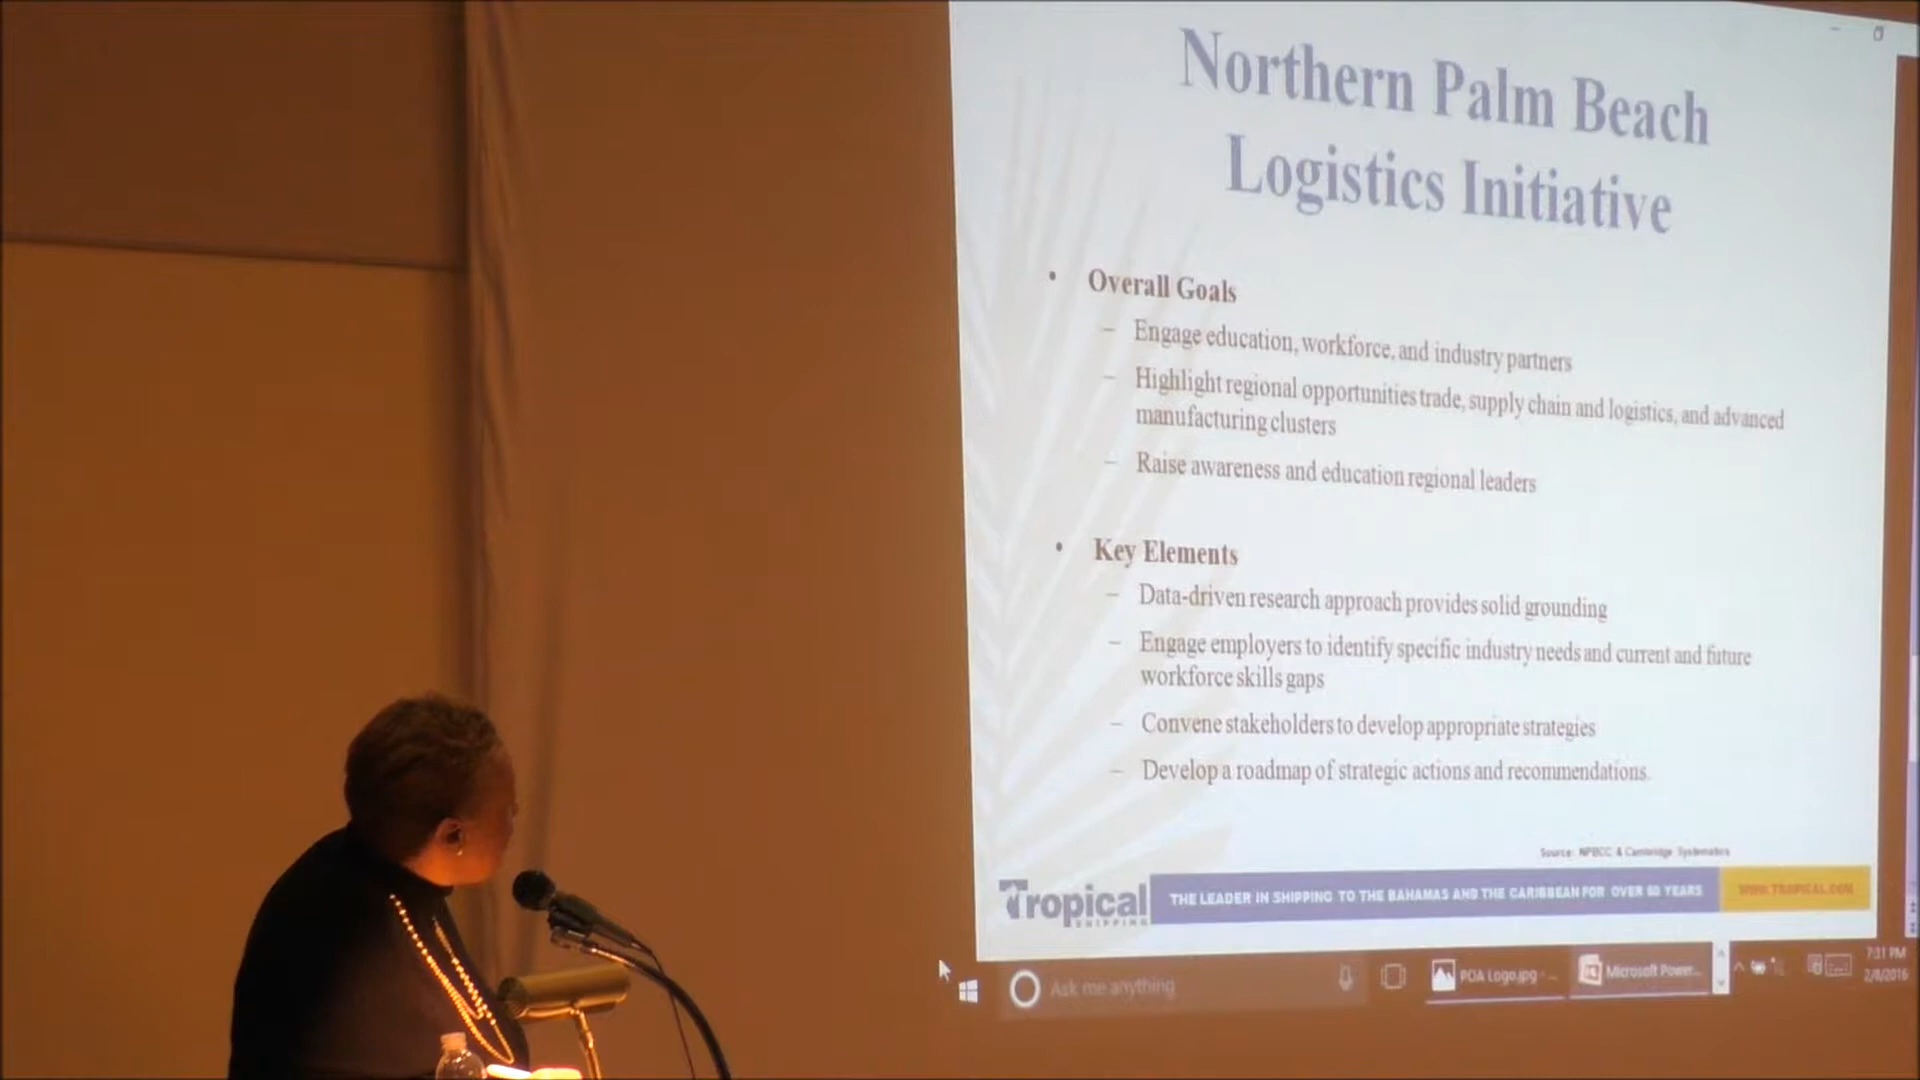 Northern Palm Beach
Logistics Initiative
• Overall Goals
– Engage education, workforce, and industry partners
– Highlight regional opportunities trade, supply chain and logistics, and advanced
manufacturing clusters
– Raise awareness and education regional leaders
• Key Elements
– Data-driven research approach provides solid grounding
– Engage employers to identify specific industry needs and current and future
workforce skills gaps
– Convene stakeholders to develop appropriate strategies
– Develop a roadmap of strategic actions and recommendations
Source: NPBCC & Cambridge Systematics
Tropical
SHIPPING
THE LEADER IN SHIPPING TO THE BAHAMAS AND THE CARIBBEAN FOR OVER 50 YEARS
WWW.TROPICAL.COM
Ask me anything
POA Logo.jpg - ...
Microsoft Power...
7:31 PM
2/8/2016